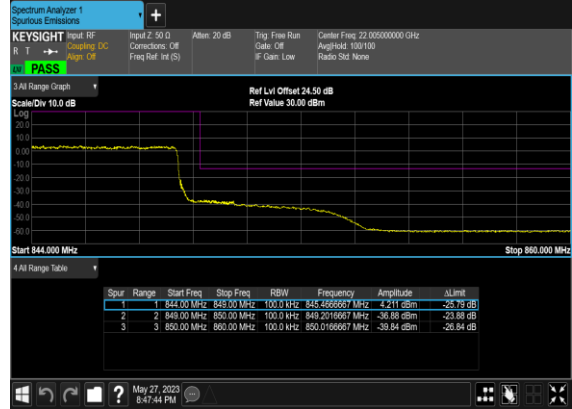 Spectrum Analyzer 1
Spurious Emissions
KEYSIGHT Input: RF Input Z: 50 Ω Atten: 20 dB Trig: Free Run Center Freq: 22.005000000 GHz
R T Coupling: DC Corrections: Off Gate: Off Avg|Hold: 100/100
Align: Off Freq Ref: Int (S) IF Gain: Low Radio Std: None
PASS
3 All Range Graph
Ref Lvl Offset 24.50 dB
Scale/Div 10.0 dB Ref Value 30.00 dBm
Log
20.0
10.0
0.00
-10.0
-20.0
-30.0
-40.0
-50.0
-60.0
Start 844.000 MHz Stop 860.000 MHz
4 All Range Table
Spur Range Start Freq Stop Freq RBW Frequency Amplitude ΔLimit
1 1 844.00 MHz 849.00 MHz 100.0 kHz 845.4666667 MHz 4.211 dBm -25.79 dB
2 2 849.00 MHz 850.00 MHz 100.0 kHz 849.2016667 MHz -36.88 dBm -23.88 dB
3 3 850.00 MHz 860.00 MHz 100.0 kHz 850.0166667 MHz -39.84 dBm -26.84 dB
? May 27, 2023
8:47:44 PM